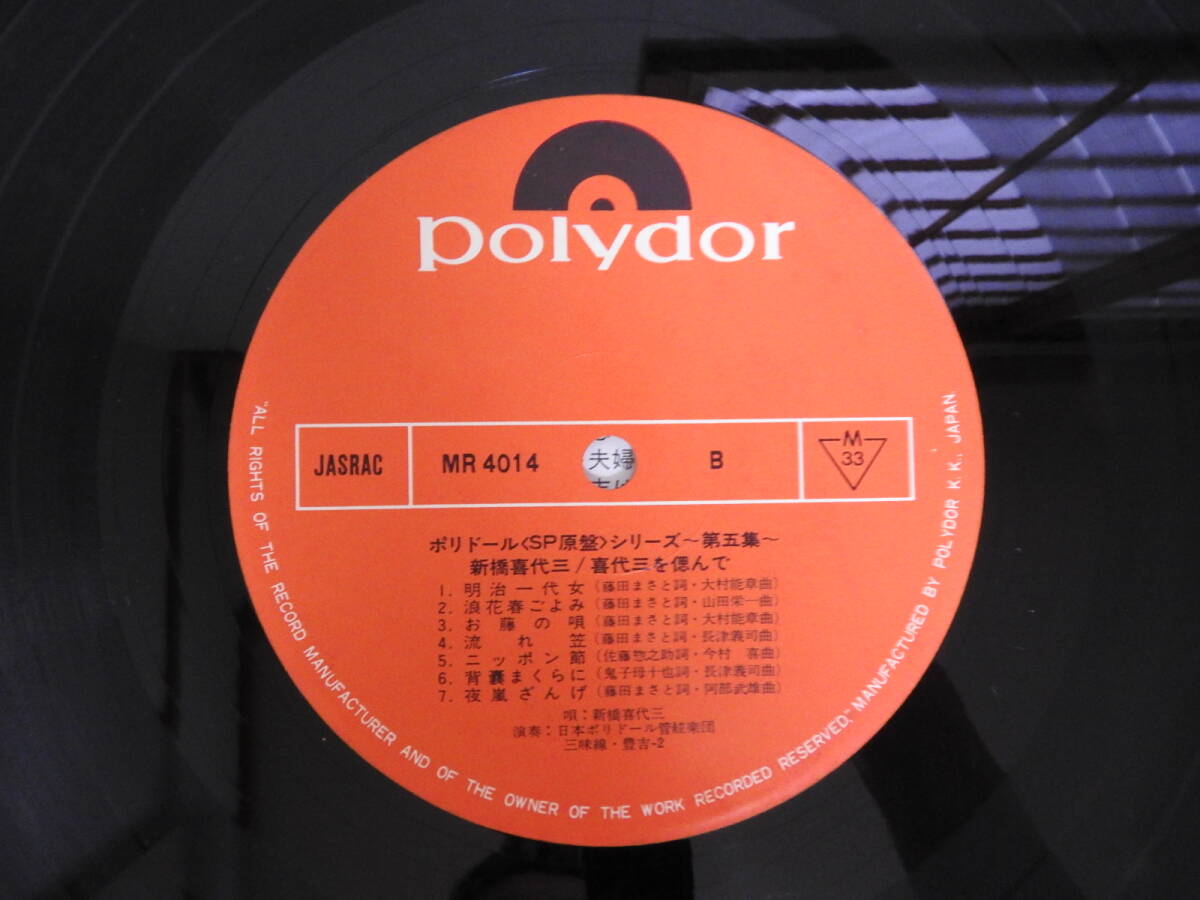 polydor
JASRAC MR 4014 夫婦 B M 33
ポリドール〈SP原盤〉シリーズ～第五集～
新橋喜代三/喜代三を偲んで
1. 明治一代女(藤田まさと詞・大村能章曲)
2. 浪花春ごよみ(藤田まさと詞・山田栄一曲)
3. お藤の唄(藤田まさと詞・大村能章曲)
4. 流れ笠(藤田まさと詞・長津義司曲)
5. ニッポン節(佐藤惣之助詞・今村喜曲)
6. 背嚢まくらに(鬼子母十也詞・長津義司曲)
7. 夜嵐ざんげ(藤田まさと詞・阿部武雄曲)
唄:新橋喜代三
演奏:日本ポリドール管絃楽団
三味線・豊吉-2
"ALL RIGHTS OF THE RECORD MANUFACTURER AND OF THE OWNER OF THE WORK RECORDED RESERVED." MANUFACTURED BY POLYDOR K.K., JAPAN